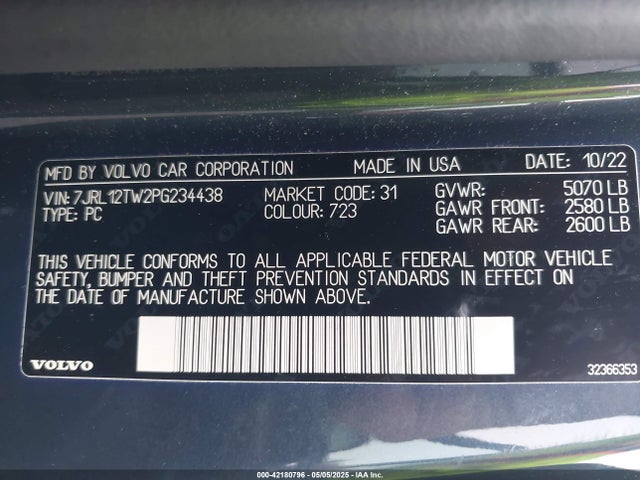 MFD BY VOLVO CAR CORPORATION MADE IN USA DATE: 10/22
VIN: 7JRL12TW2PG234438 MARKET CODE: 31 GVWR: 5070 LB
TYPE: PC COLOUR: 723 GAWR FRONT: 2580 LB
GAWR REAR: 2600 LB
THIS VEHICLE CONFORMS TO ALL APPLICABLE FEDERAL MOTOR VEHICLE
SAFETY, BUMPER AND THEFT PREVENTION STANDARDS IN EFFECT ON
THE DATE OF MANUFACTURE SHOWN ABOVE.
VOLVO 32366353
000-42180796 - 05/05/2025 - IAA Inc.